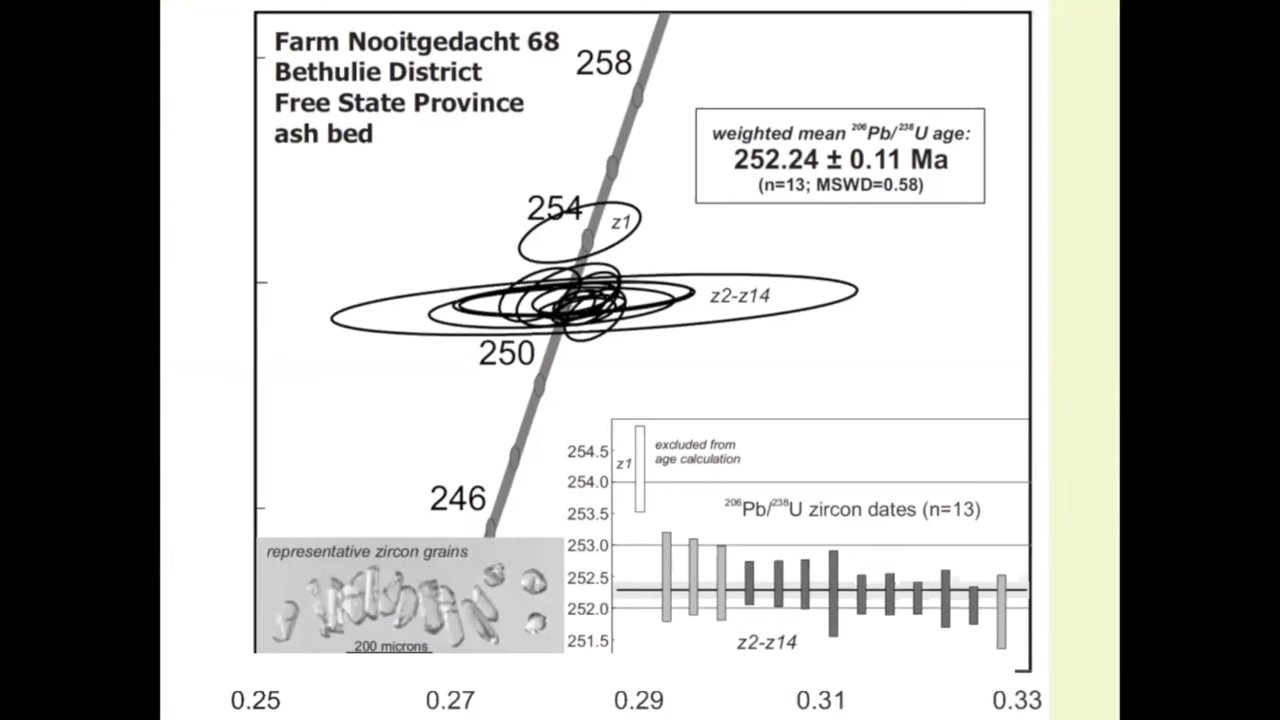 Farm Nooitgedacht 68
Bethulie District
Free State Province
ash bed
258
weighted mean ²⁰⁶Pb/²³⁸U age:
252.24 ± 0.11 Ma
(n=13; MSWD=0.58)
254
z1
z2-z14
250
246
254.5
z1
excluded from
age calculation
254.0
253.5
²⁰⁶Pb/²³⁸U zircon dates (n=13)
253.0
252.5
252.0
251.5
z2-z14
representative zircon grains
200 microns
0.25 0.27 0.29 0.31 0.33